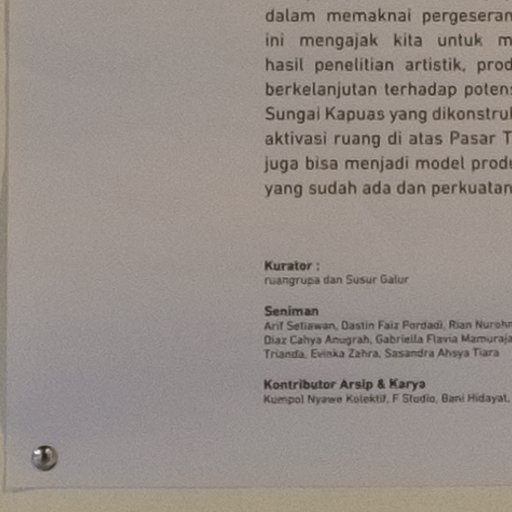 dalam memaknai pergeseran
ini mengajak kita untuk m
hasil penelitian artistik, prod
berkelanjutan terhadap potens
Sungai Kapuas yang dikonstruk
aktivasi ruang di atas Pasar T
juga bisa menjadi model produ
yang sudah ada dan perkuatan
Kurator :
ruangrupa dan Susur Galur
Seniman
Arif Setiawan, Dastin Faiz Fordadi, Rian Nurohm
Diaz Cahya Anugrah, Gabriella Flavia Mamuraja
Trianda, Eviska Zahra, Sasandra Ahsya Tiara
Kontributor Arsip & Karya
Kumpol Nyawe Kolektif, F Studio, Bani Hidayat,